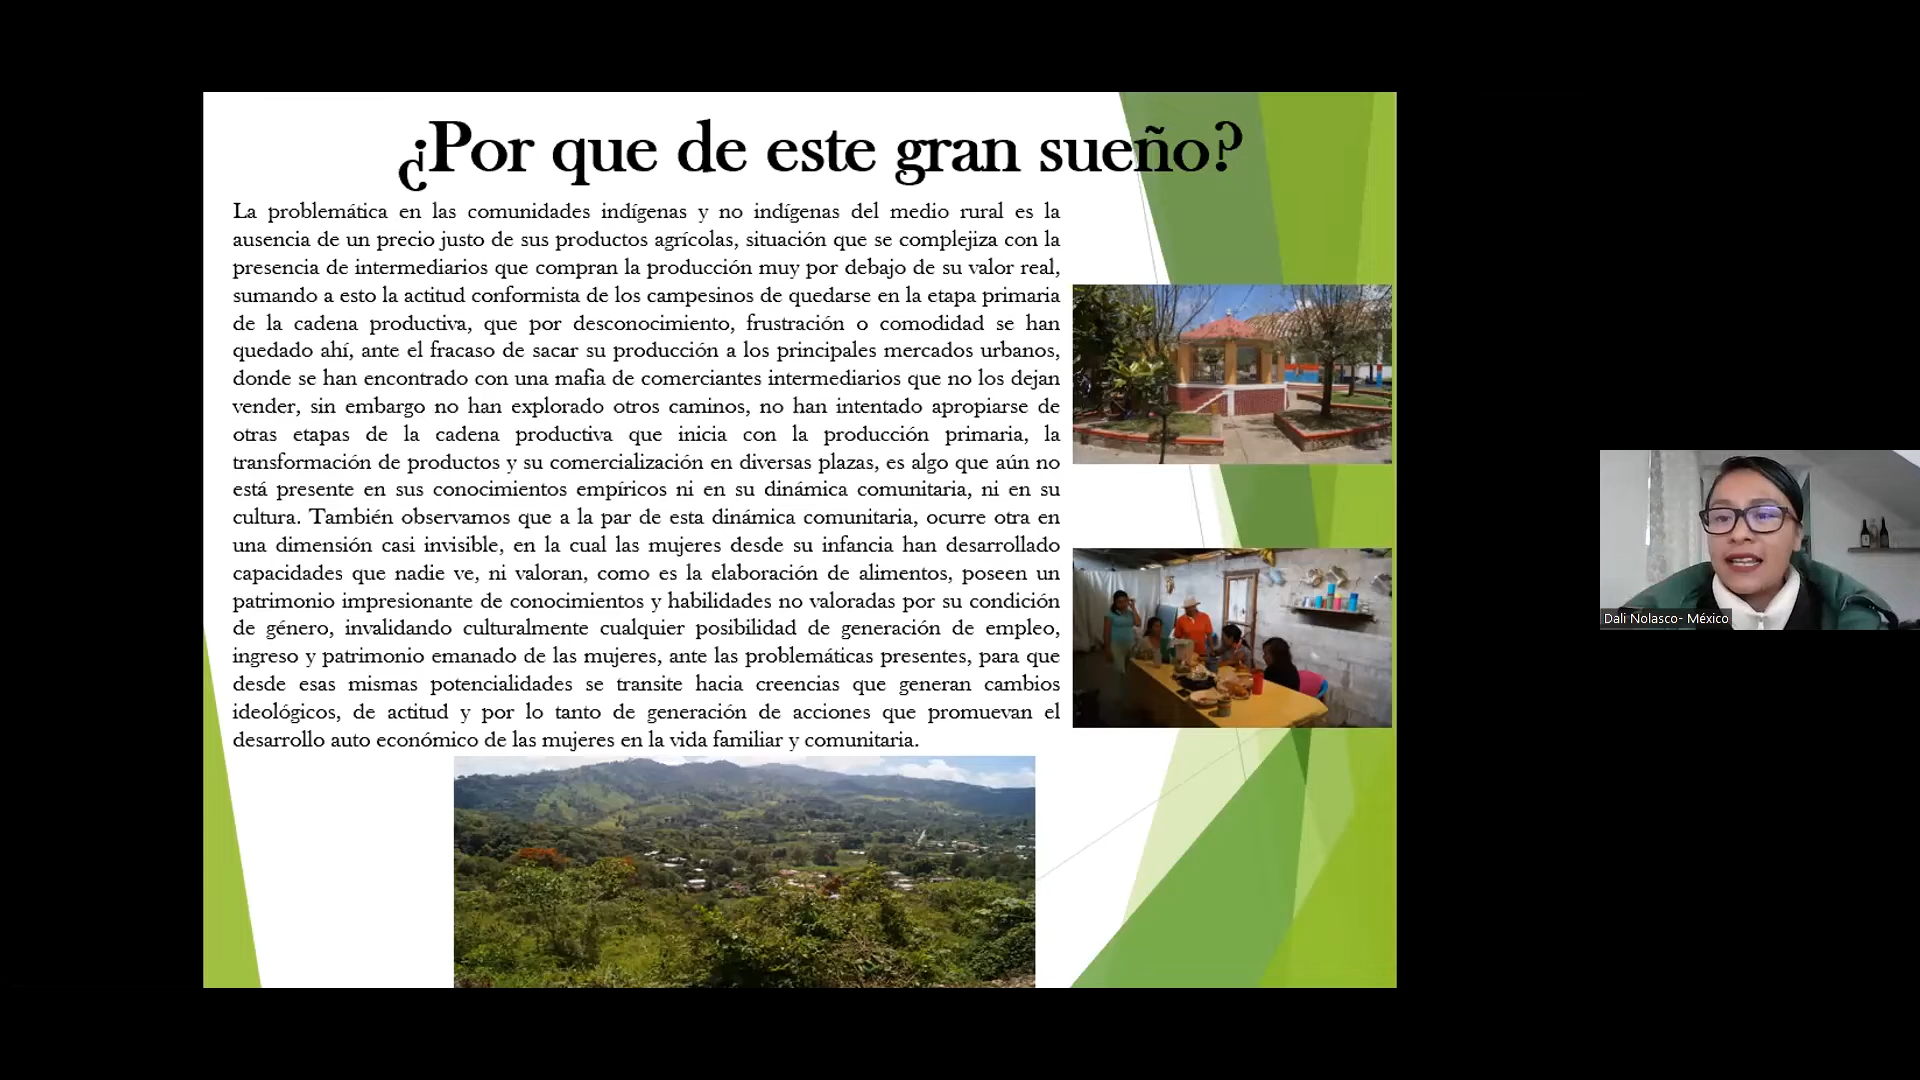 ¿Por que de este gran sueño?
La problemática en las comunidades indígenas y no indígenas del medio rural es la
ausencia de un precio justo de sus productos agrícolas, situación que se complejiza con la
presencia de intermediarios que compran la producción muy por debajo de su valor real,
sumando a esto la actitud conformista de los campesinos de quedarse en la etapa primaria
de la cadena productiva, que por desconocimiento, frustración o comodidad se han
quedado ahí, ante el fracaso de sacar su producción a los principales mercados urbanos,
donde se han encontrado con una mafia de comerciantes intermediarios que no los dejan
vender, sin embargo no han explorado otros caminos, no han intentado apropiarse de
otras etapas de la cadena productiva que inicia con la producción primaria, la
transformación de productos y su comercialización en diversas plazas, es algo que aún no
está presente en sus conocimientos empíricos ni en su dinámica comunitaria, ni en su
cultura. También observamos que a la par de esta dinámica comunitaria, ocurre otra en
una dimensión casi invisible, en la cual las mujeres desde su infancia han desarrollado
capacidades que nadie ve, ni valoran, como es la elaboración de alimentos, poseen un
patrimonio impresionante de conocimientos y habilidades no valoradas por su condición
de género, invalidando culturalmente cualquier posibilidad de generación de empleo,
ingreso y patrimonio emanado de las mujeres, ante las problemáticas presentes, para que
desde esas mismas potencialidades se transite hacia creencias que generan cambios
ideológicos, de actitud y por lo tanto de generación de acciones que promuevan el
desarrollo auto económico de las mujeres en la vida familiar y comunitaria.
Dali Nolasco- México